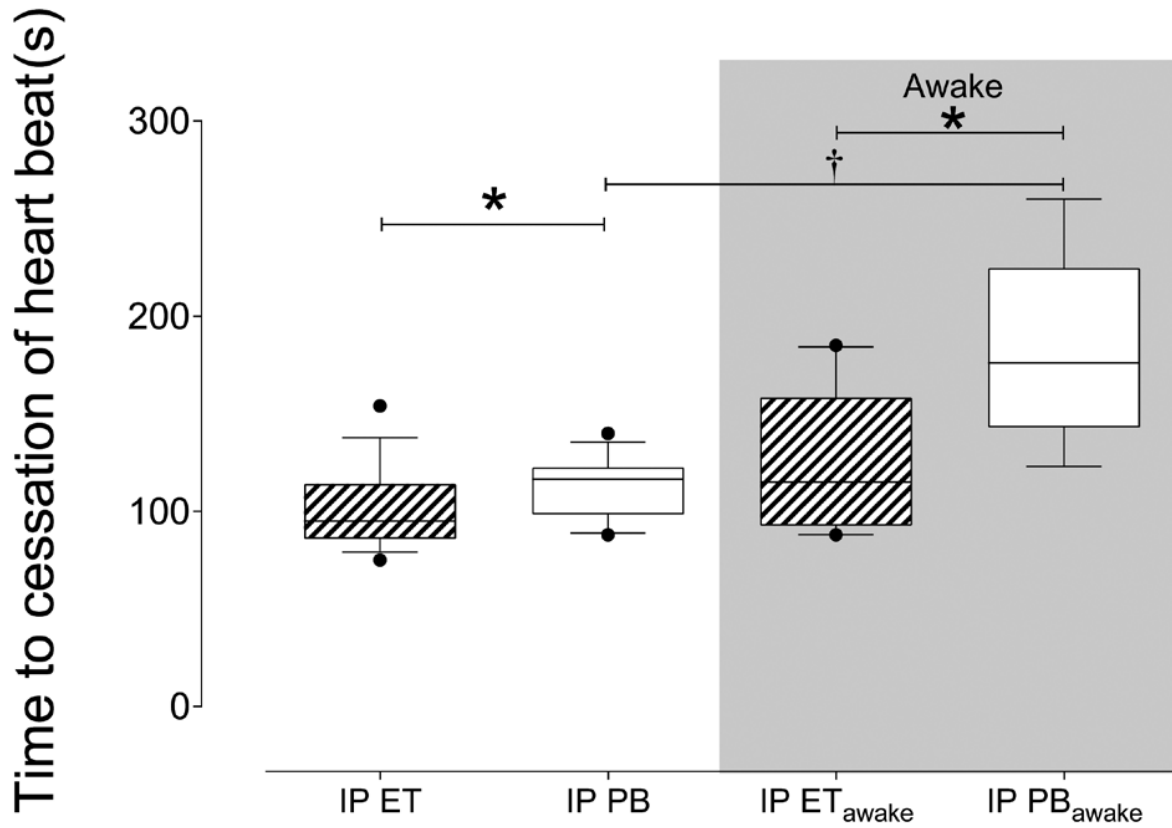 Time to cessation of heart beat(s)
300
200
100
0
Awake
*
†
*
IP ET
IP PB
IP ETawake
IP PBawake